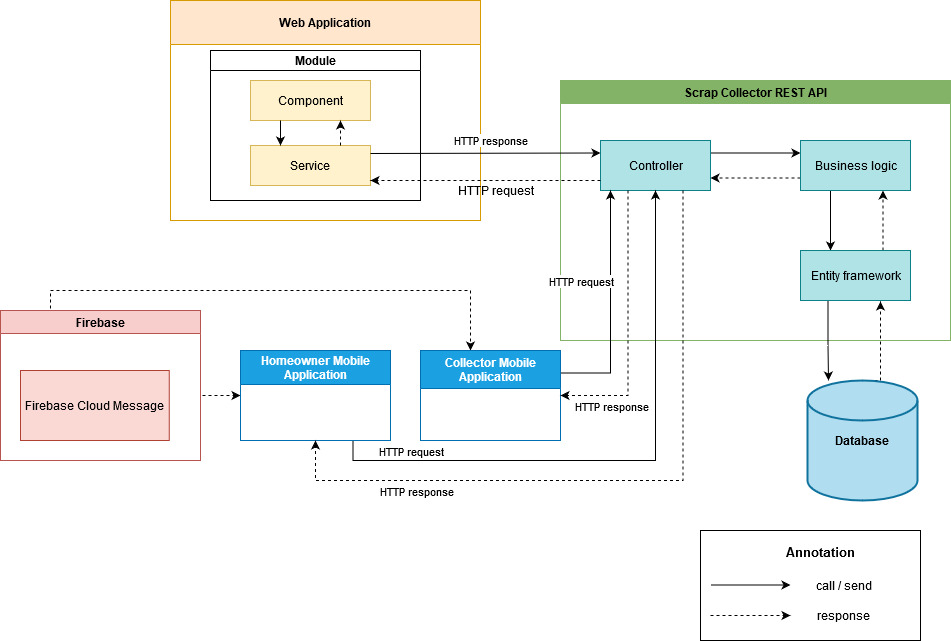 Web Application
Module
Component
Service
HTTP response
HTTP request
Scrap Collector REST API
Controller
Business logic
Entity framework
HTTP request
Firebase
Firebase Cloud Message
Homeowner Mobile
Application
Collector Mobile
Application
HTTP response
HTTP request
HTTP response
Database
Annotation
call / send
response